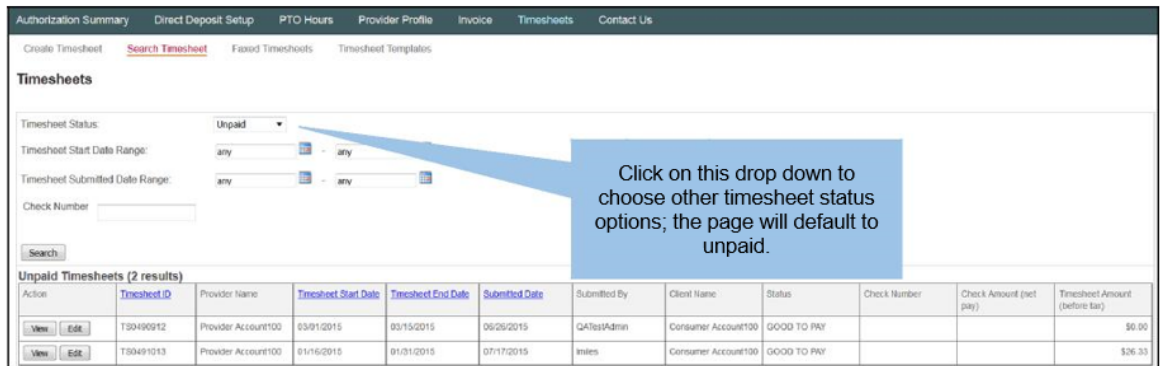 Authorization Summary Direct Deposit Setup PTO Hours Provider Profile Invoice Timesheets Contact Us
Create Timesheet Search Timesheet Faxed Timesheets Timesheet Templates
Timesheets
Timesheet Status: Unpaid
Timesheet Start Date Range: any - any
Timesheet Submitted Date Range: any - any
Check Number
Click on this drop down to
choose other timesheet status
options; the page will default to
unpaid.
Search
Unpaid Timesheets (2 results)
Action Timesheet ID Provider Name Timesheet Start Date Timesheet End Date Submitted Date Submitted By Client Name Status Check Number Check Amount (net pay) Timesheet Amount (before tax)
View Edit TS0490912 Provider Account100 03/01/2015 03/15/2015 06/26/2015 QATestAdmin Consumer Account100 GOOD TO PAY $0.00
View Edit TS0491013 Provider Account100 01/16/2015 01/31/2015 07/17/2015 Consumer Account100 GOOD TO PAY $26.33